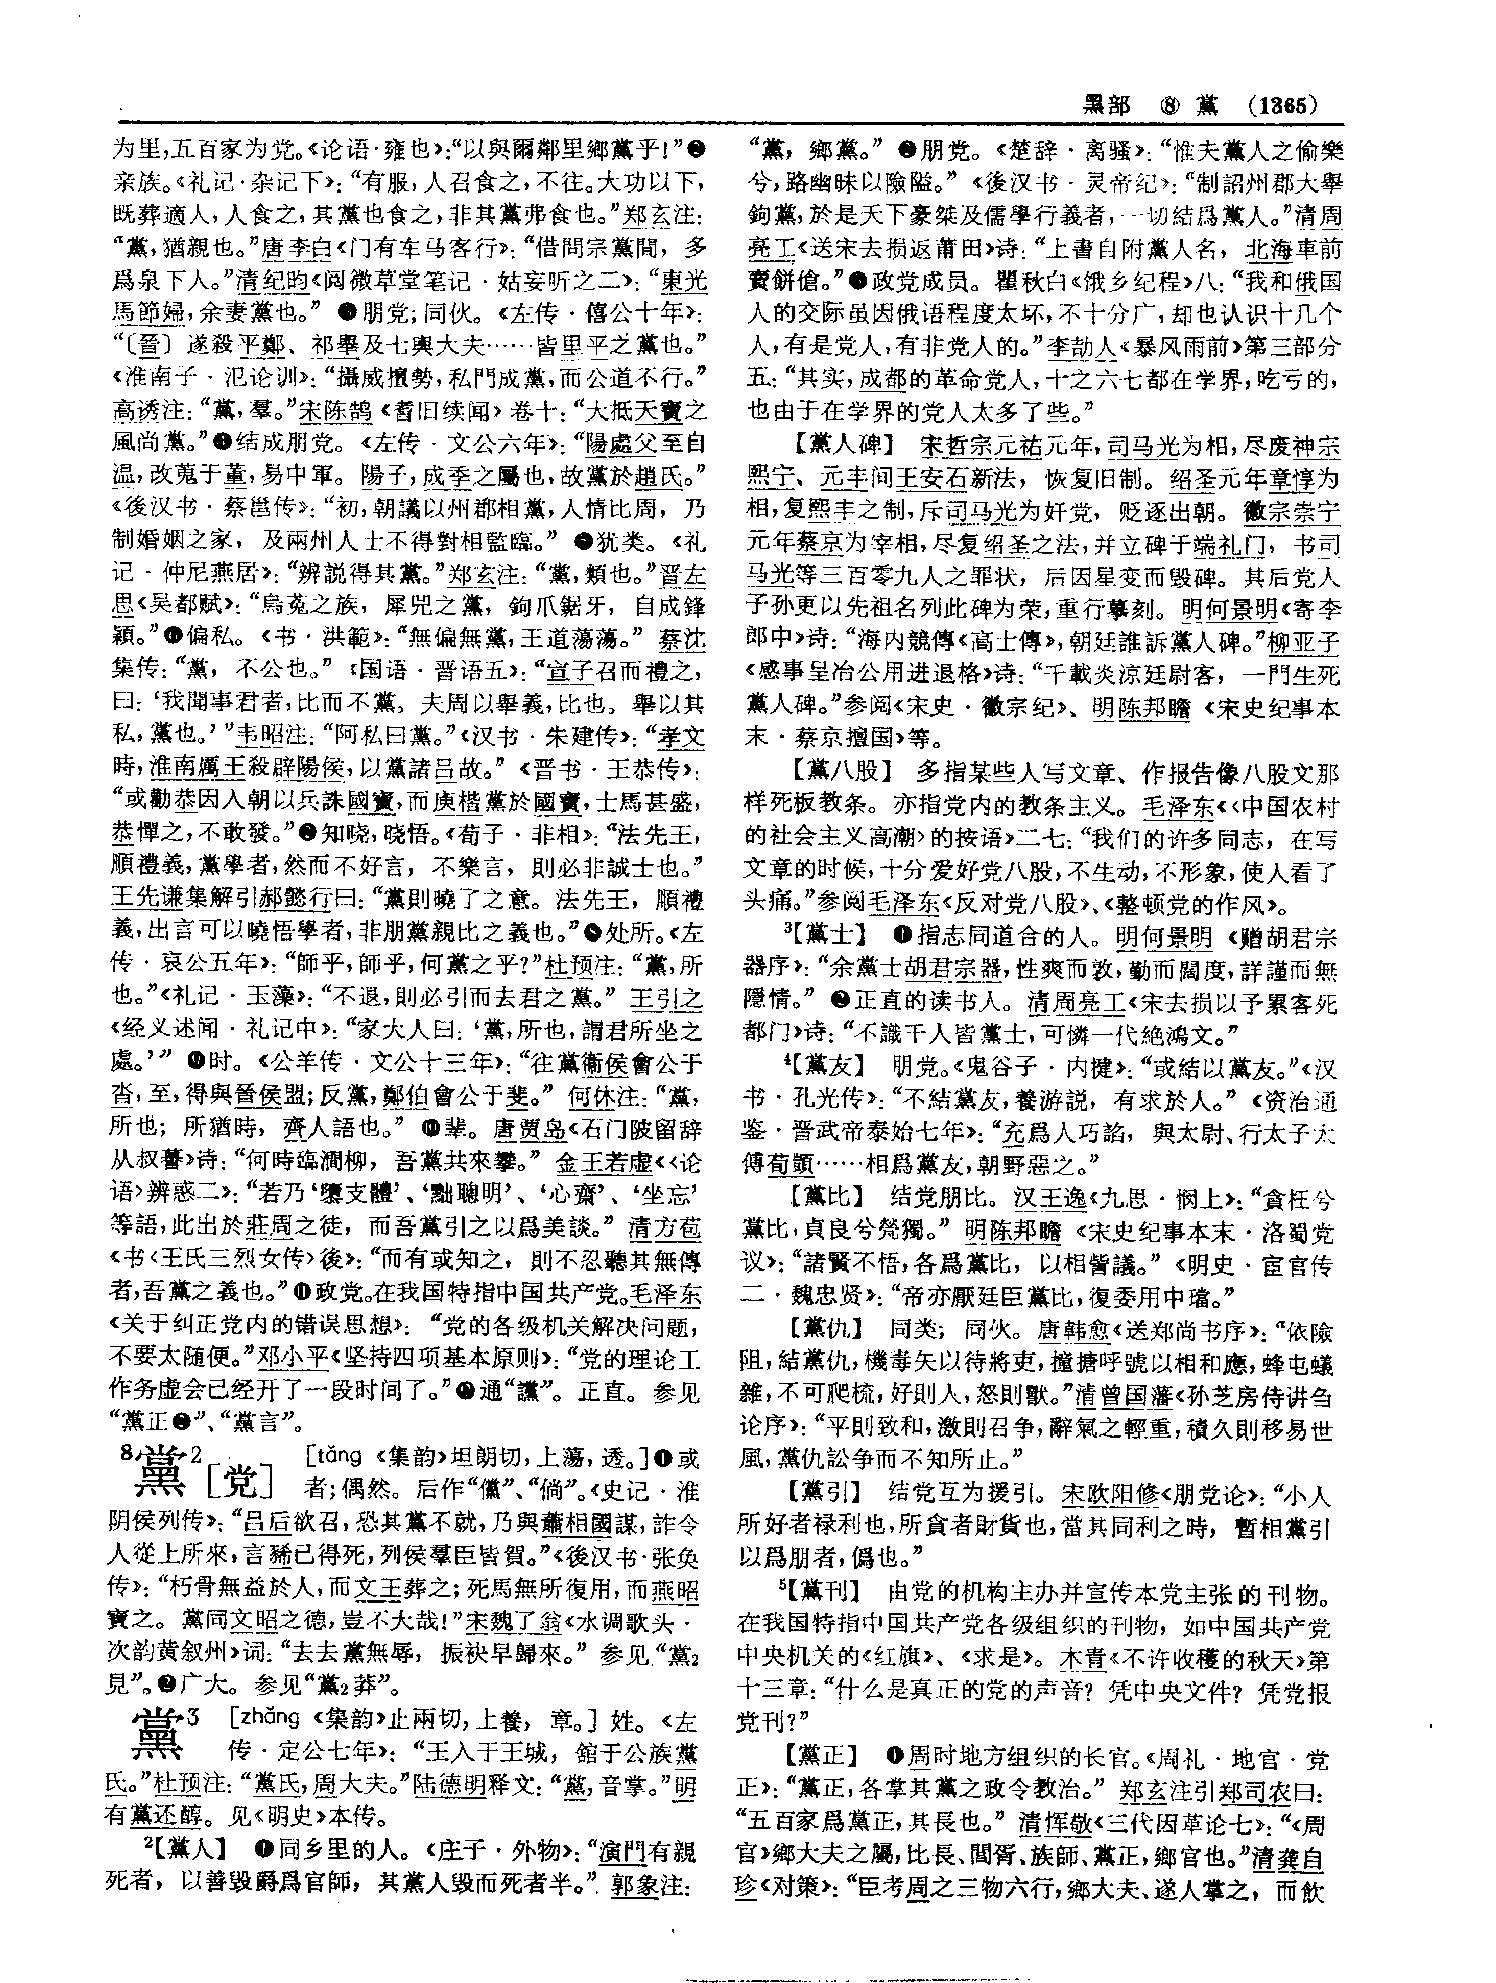 黑部　⑧　黨　(1365)
为里,五百家为党。《论语·雍也》:“以與爾鄰里鄉黨乎!”❷
亲族。《礼记·杂记下》:“有服,人召食之,不往。大功以下,
既葬適人,人食之,其黨也食之,非其黨弗食也。”郑玄注:
“黨,猶親也。”唐李白《门有车马客行》:“借問宗黨間，多
爲泉下人。”清纪昀《阅微草堂笔记·姑妄听之二》:“東光
馬節婦,余妻黨也。”❸朋党;同伙。《左传·僖公十年》:
“〔晉〕遂殺平鄭、祁舉及七輿大夫……皆里平之黨也。”
《淮南子·氾论训》:“攝威擅勢,私門成黨,而公道不行。”
高诱注:“黨,羣。”宋陈鹄《耆旧续闻》卷十:“大抵天寶之
風尚黨。”❹结成朋党。《左传·文公六年》:“陽處父至自
温,改蒐于董,易中軍。陽子,成季之屬也,故黨於趙氏。”
《後汉书·蔡邕传》:“初,朝議以州郡相黨,人情比周，乃
制婚姻之家，及兩州人士不得對相監臨。”❺犹类。《礼
记·仲尼燕居》:“辨説得其黨。”郑玄注:“黨,類也。”晋左
思《吴都赋》:“烏菟之族，犀兕之黨，鉤爪鋸牙，自成鋒
穎。”❻偏私。《书·洪範》:“無偏無黨,王道蕩蕩。”蔡沈
集传:“黨，不公也。”《国语·晋语五》:“宣子召而禮之，
曰:‘我聞事君者,比而不黨。夫周以舉義,比也。舉以其
私,黨也。’”韦昭注:“阿私曰黨。”《汉书·朱建传》:“孝文
時,淮南厲王殺辟陽侯,以黨諸吕故。”《晋书·王恭传》:
“或勸恭因入朝以兵誅國寶,而庾楷黨於國寶,士馬甚盛,
恭憚之,不敢發。”❼知晓,晓悟。《荀子·非相》:“法先王,
順禮義,黨學者,然而不好言，不樂言，則必非誠士也。”
王先谦集解引郝懿行曰:“黨則曉了之意。法先王，順禮
義,出言可以曉悟學者,非朋黨親比之義也。”❽处所。《左
传·哀公五年》:“師乎,師乎,何黨之乎?”杜预注:“黨,所
也。”《礼记·玉藻》:“不退,則必引而去君之黨。”王引之
《经义述闻·礼记中》:“家大人曰:‘黨,所也,謂君所坐之
處。’”❾时。《公羊传·文公十三年》:“往黨衞侯會公于
沓,至,得與晉侯盟;反黨,鄭伯會公于斐。”何休注:“黨,
所也；所猶時，齊人語也。”❿辈。唐贾岛《石门陂留辞
从叔謩》诗:“何時臨澗柳，吾黨共來攀。”金王若虚《〈论
语〉辨惑二》:“若乃‘墮支體’、‘黜聰明’、‘心齋’、‘坐忘’
等語,此出於莊周之徒，而吾黨引之以爲美談。”清方苞
《书〈王氏三烈女传〉後》:“而有或知之，則不忍聽其無傳
者,吾黨之義也。”⓫政党。在我国特指中国共产党。毛泽东
《关于纠正党内的错误思想》:“党的各级机关解决问题，
不要太随便。”邓小平《坚持四项基本原则》:“党的理论工
作务虚会已经开了一段时间了。”⓬通“讜”。正直。参见
“黨正❷”、“黨言”。
8/黨2［党］　[tǎng《集韵》坦朗切,上蕩，透。]❶或
者;偶然。后作“儻”、“倘”。《史记·淮
阴侯列传》:“吕后欲召,恐其黨不就,乃與蕭相國謀,詐令
人從上所來,言豨已得死,列侯羣臣皆賀。”《後汉书·张奂
传》:“朽骨無益於人,而文王葬之;死馬無所復用,而燕昭
寶之。黨同文昭之德,豈不大哉!”宋魏了翁《水调歌头·
次韵黄叙州》词:“去去黨無辱，振袂早歸來。”参见“黨2
見”。❷广大。参见“黨2莽”。
黨3　[zhǎng《集韵》止兩切,上養，章。]姓。《左
传·定公七年》:“王入于王城，館于公族黨
氏。”杜预注:“黨氏,周大夫。”陆德明释文:“黨,音掌。”明
有黨还醇。见《明史》本传。
2【黨人】　❶同乡里的人。《庄子·外物》:“演門有親
死者，以善毁爵爲官師，其黨人毁而死者半。”郭象注:
“黨，鄉黨。”❷朋党。《楚辞·离骚》:“惟夫黨人之偷樂
兮,路幽昧以險隘。”《後汉书·灵帝纪》:“制詔州郡大舉
鉤黨,於是天下豪桀及儒學行義者,一切結爲黨人。”清周
亮工《送宋去损返莆田》诗:“上書自附黨人名，北海車前
賣餅傖。”❸政党成员。瞿秋白《饿乡纪程》八:“我和俄国
人的交际虽因俄语程度太坏,不十分广,却也认识十几个
人,有是党人,有非党人的。”李劼人《暴风雨前》第三部分
五:“其实,成都的革命党人,十之六七都在学界,吃亏的,
也由于在学界的党人太多了些。”
【黨人碑】　宋哲宗元祐元年,司马光为相,尽废神宗
熙宁、元丰间王安石新法，恢复旧制。绍圣元年章惇为
相,复熙丰之制,斥司马光为奸党，贬逐出朝。徽宗崇宁
元年蔡京为宰相,尽复绍圣之法,并立碑于端礼门，书司
马光等三百零九人之罪状，后因星变而毁碑。其后党人
子孙更以先祖名列此碑为荣,重行摹刻。明何景明《寄李
郎中》诗:“海内競傳《高士傳》,朝廷誰訴黨人碑。”柳亚子
《感事呈冶公用进退格》诗:“千載炎涼廷尉客，一門生死
黨人碑。”参阅《宋史·徽宗纪》、明陈邦瞻《宋史纪事本
末·蔡京擅国》等。
【黨八股】　多指某些人写文章、作报告像八股文那
样死板教条。亦指党内的教条主义。毛泽东《〈中国农村
的社会主义高潮〉的按语》二七:“我们的许多同志，在写
文章的时候,十分爱好党八股,不生动,不形象,使人看了
头痛。”参阅毛泽东《反对党八股》、《整顿党的作风》。
3【黨士】　❶指志同道合的人。明何景明《赠胡君宗
器序》:“余黨士胡君宗器,性爽而敦,勤而闊度,詳謹而無
隱情。”❷正直的读书人。清周亮工《宋去损以予累客死
都门》诗:“不識干人皆黨士,可憐一代絶鴻文。”
4【黨友】　朋党。《鬼谷子·内揵》:“或結以黨友。”《汉
书·孔光传》:“不結黨友,養游説，有求於人。”《资治通
鉴·晋武帝泰始七年》:“充爲人巧諂，與太尉、行太子太
傅荀顗……相爲黨友,朝野惡之。”
【黨比】　结党朋比。汉王逸《九思·悯上》:“貪枉兮
黨比,貞良兮煢獨。”明陈邦瞻《宋史纪事本末·洛蜀党
议》:“諸賢不悟,各爲黨比，以相訾議。”《明史·宦官传
二·魏忠贤》:“帝亦厭廷臣黨比,復委用中璫。”
【黨仇】　同类；同伙。唐韩愈《送郑尚书序》:“依險
阻,結黨仇,機毒矢以待將吏,撞搪呼號以相和應,蜂屯蟻
雜,不可爬梳,好則人,怒則獸。”清曾国藩《孙芝房侍讲刍
论序》:“平則致和,激則召争,辭氣之輕重,積久則移易世
風,黨仇訟争而不知所止。”
【黨引】　结党互为援引。宋欧阳修《朋党论》:“小人
所好者禄利也,所貪者財貨也,當其同利之時，暫相黨引
以爲朋者,僞也。”
5【黨刊】　由党的机构主办并宣传本党主张的刊物。
在我国特指中国共产党各级组织的刊物，如中国共产党
中央机关的《红旗》、《求是》。木青《不许收穫的秋天》第
十三章:“什么是真正的党的声音？凭中央文件？凭党报
党刊?”
【黨正】　❶周时地方组织的长官。《周礼·地官·党
正》:“黨正,各掌其黨之政令教治。”郑玄注引郑司农曰:
“五百家爲黨正,其長也。”清恽敬《三代因革论七》:“《周
官》鄉大夫之屬,比長、閭胥、族師、黨正,鄉官也。”清龚自
珍《对策》:“臣考周之三物六行,鄉大夫、遂人掌之，而飲